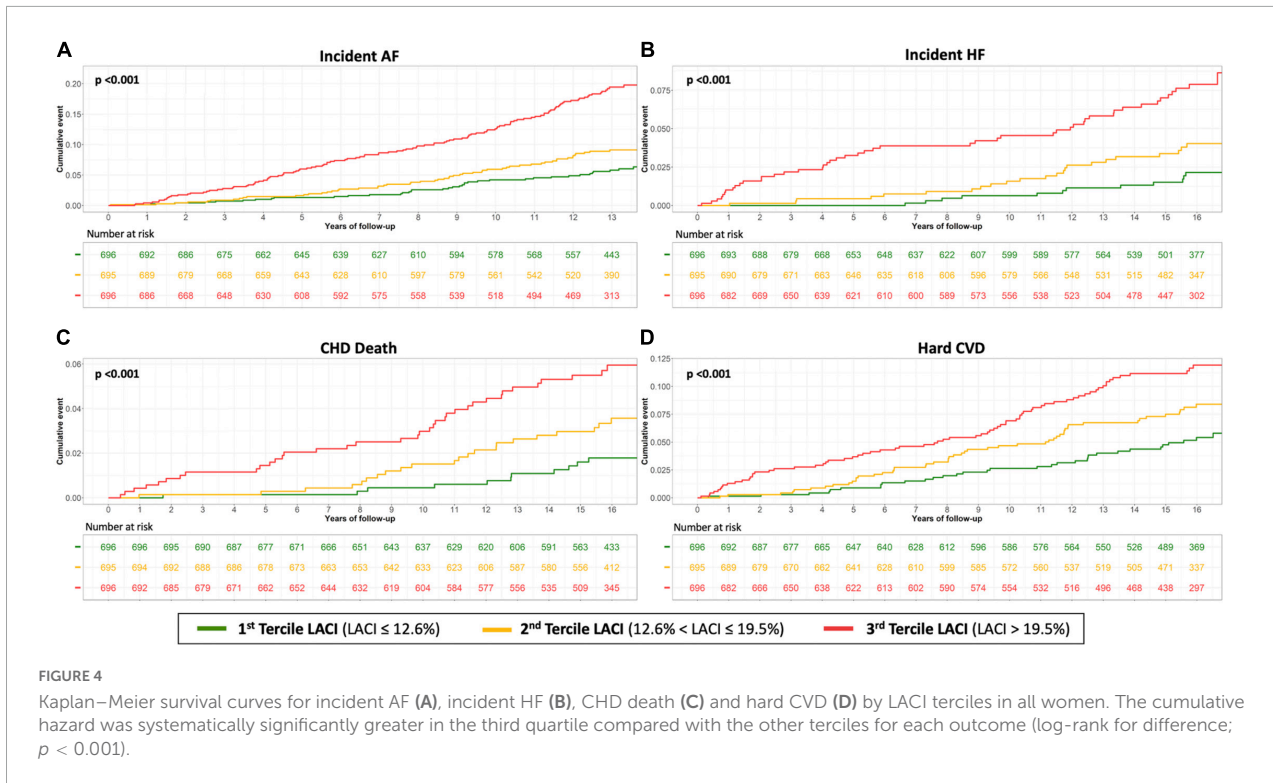 A
Incident AF
p <0.001
Cumulative event
0.20
0.15
0.10
0.05
0.00
0 1 2 3 4 5 6 7 8 9 10 11 12 13
Years of follow-up
Number at risk
696 692 686 675 662 645 639 627 610 594 578 568 557 443
695 689 679 668 659 643 628 610 597 579 561 542 520 390
696 686 668 648 630 608 592 575 558 539 518 494 469 313
B
Incident HF
p <0.001
Cumulative event
0.075
0.050
0.025
0.000
0 1 2 3 4 5 6 7 8 9 10 11 12 13 14 15 16
Years of follow-up
Number at risk
696 693 688 679 668 653 648 637 622 607 599 589 577 564 539 501 377
695 690 679 671 663 646 635 618 606 596 579 566 548 531 515 482 347
696 682 669 650 639 621 610 600 589 573 556 538 523 504 478 447 302
C
CHD Death
p <0.001
Cumulative event
0.06
0.04
0.02
0.00
0 1 2 3 4 5 6 7 8 9 10 11 12 13 14 15 16
Years of follow-up
Number at risk
696 696 695 690 687 677 671 666 651 643 637 629 620 606 591 563 433
695 694 692 688 686 678 673 663 653 642 633 623 606 587 580 556 412
696 692 685 679 671 662 652 644 632 619 604 584 577 556 535 509 345
D
Hard CVD
p <0.001
Cumulative event
0.125
0.100
0.075
0.050
0.025
0.000
0 1 2 3 4 5 6 7 8 9 10 11 12 13 14 15 16
Years of follow-up
Number at risk
696 692 687 677 665 647 640 628 612 596 586 576 564 550 526 489 369
695 689 679 670 662 641 628 610 599 585 572 560 537 519 505 471 337
696 682 666 650 638 622 613 602 590 574 554 532 516 496 468 438 297
1st Tercile LACI (LACI ≤ 12.6%) 2nd Tercile LACI (12.6% < LACI ≤ 19.5%) 3rd Tercile LACI (LACI > 19.5%)
FIGURE 4
Kaplan–Meier survival curves for incident AF (A), incident HF (B), CHD death (C) and hard CVD (D) by LACI terciles in all women. The cumulative
hazard was systematically significantly greater in the third quartile compared with the other terciles for each outcome (log-rank for difference;
p < 0.001).